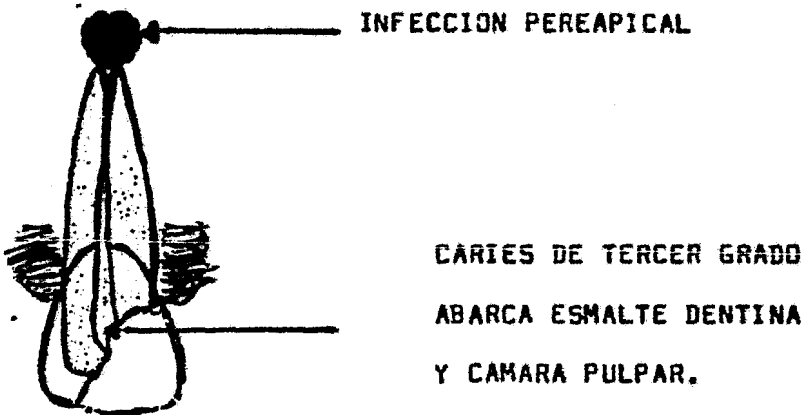 INFECCION PEREAPICAL
CARIES DE TERCER GRADO
ABARCA ESMALTE DENTINA
Y CAMARA PULPAR.